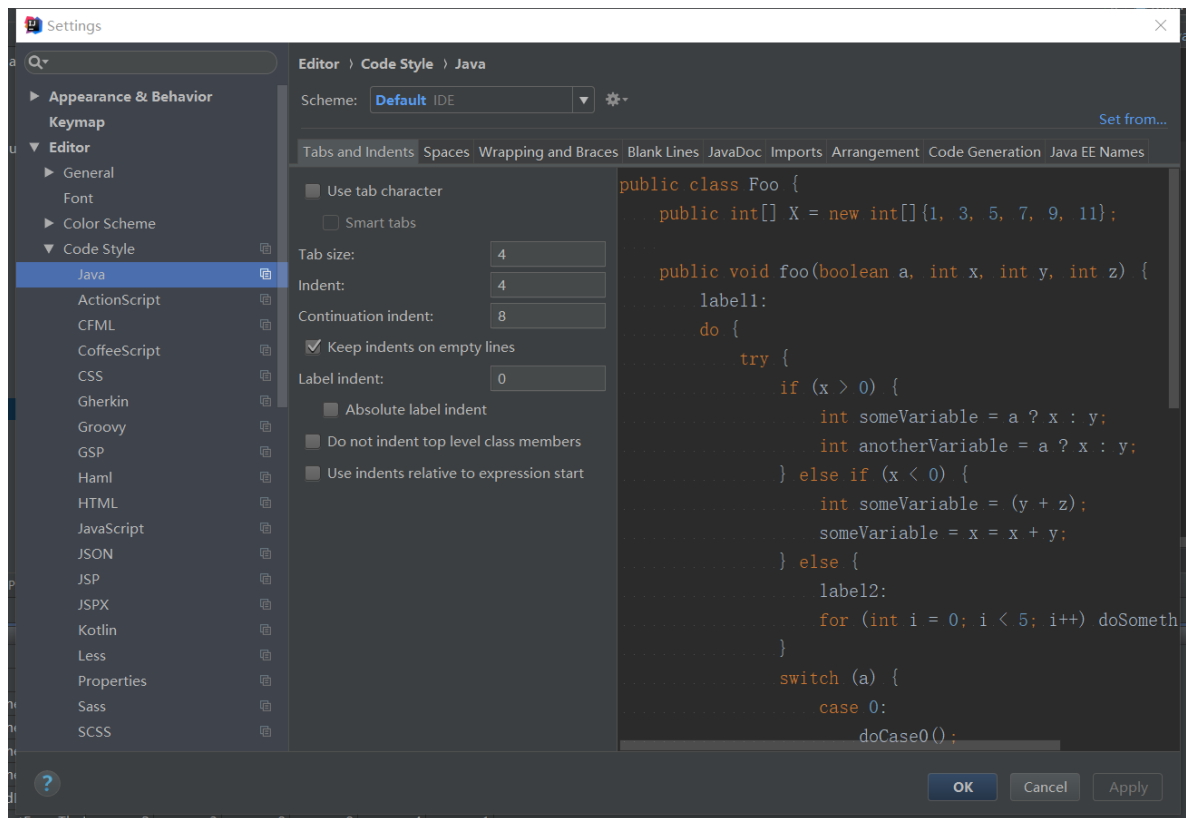 Settings
Editor › Code Style › Java
Scheme: Default IDE
Set from...
Appearance & Behavior
Keymap
Editor
General
Font
Color Scheme
Code Style
Java
ActionScript
CFML
CoffeeScript
CSS
Gherkin
Groovy
GSP
Haml
HTML
JavaScript
JSON
JSP
JSPX
Kotlin
Less
Properties
Sass
SCSS
Tabs and Indents Spaces Wrapping and Braces Blank Lines JavaDoc Imports Arrangement Code Generation Java EE Names
Use tab character
Smart tabs
Tab size: 4
Indent: 4
Continuation indent: 8
Keep indents on empty lines
Label indent: 0
Absolute label indent
Do not indent top level class members
Use indents relative to expression start
public class Foo {
public int[] X = new int[]{1, 3, 5, 7, 9, 11};
public void foo(boolean a, int x, int y, int z) {
label1:
do {
try {
if (x > 0) {
int someVariable = a ? x : y;
int anotherVariable = a ? x : y;
} else if (x < 0) {
int someVariable = (y + z);
someVariable = x = x + y;
} else {
label2:
for (int i = 0; i < 5; i++) doSometh
}
switch (a) {
case 0:
doCase0();
?
OK Cancel Apply